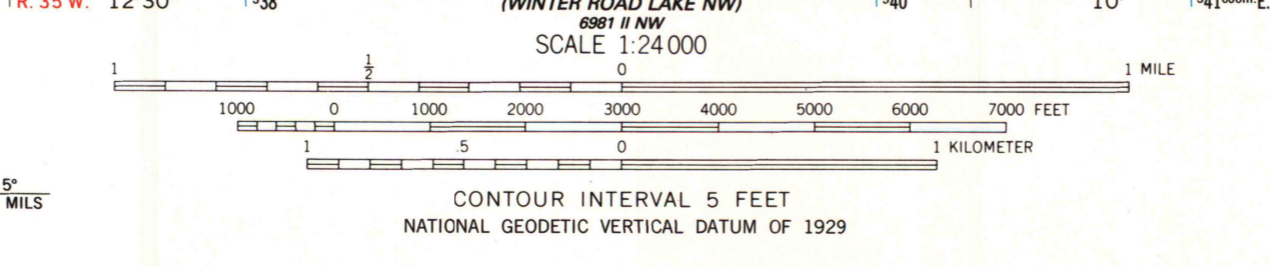 R. 35 W. 12'30" ⁵38 (WINTER ROAD LAKE NW) ⁵40 10' ⁵41⁰⁰⁰ᵐ·E.
6981 II NW
SCALE 1:24 000
1 ½ 0 1 MILE
1000 0 1000 2000 3000 4000 5000 6000 7000 FEET
1 .5 0 1 KILOMETER
5°
MILS
CONTOUR INTERVAL 5 FEET
NATIONAL GEODETIC VERTICAL DATUM OF 1929